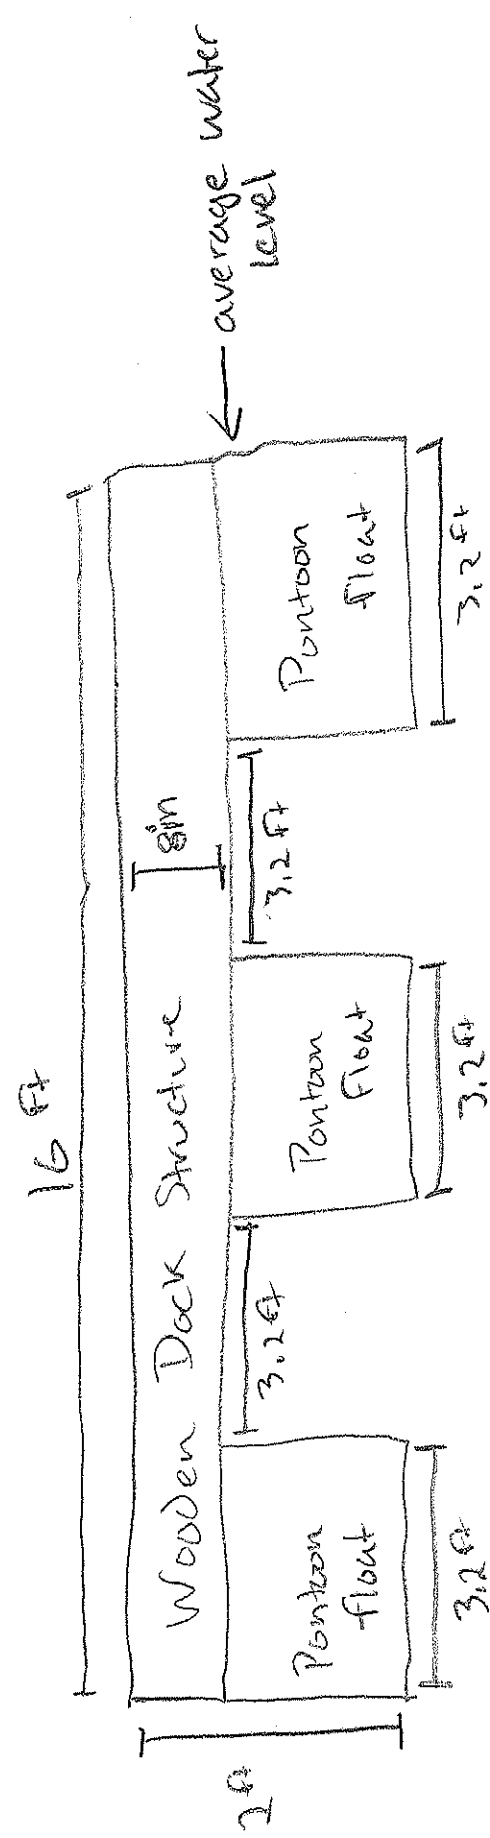 16 ft
← average water
level
Wooden Dock Structure
8in
2 ft
Pontoon
float
3.2 ft
Pontoon
float
3.2 ft
Pontoon
float
3.2 ft
3.2 ft
3.2 ft